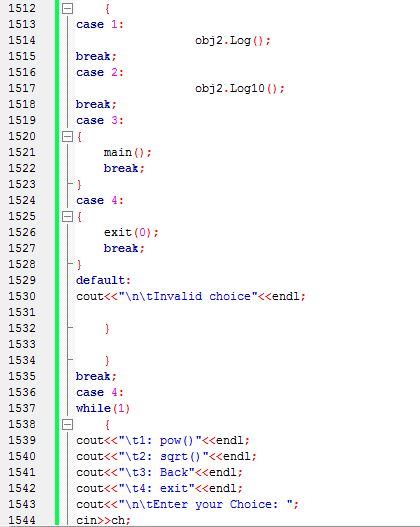 1512 {
1513 case 1:
1514 obj2.Log();
1515 break;
1516 case 2:
1517 obj2.Log10();
1518 break;
1519 case 3:
1520 {
1521 main();
1522 break;
1523 }
1524 case 4:
1525 {
1526 exit(0);
1527 break;
1528 }
1529 default:
1530 cout<<"\n\tInvalid choice"<<endl;
1531
1532 }
1533
1534 }
1535 break;
1536 case 4:
1537 while(1)
1538 {
1539 cout<<"\t1: pow()"<<endl;
1540 cout<<"\t2: sqrt()"<<endl;
1541 cout<<"\t3: Back"<<endl;
1542 cout<<"\t4: exit"<<endl;
1543 cout<<"\n\tEnter your Choice: ";
1544 cin>>ch;